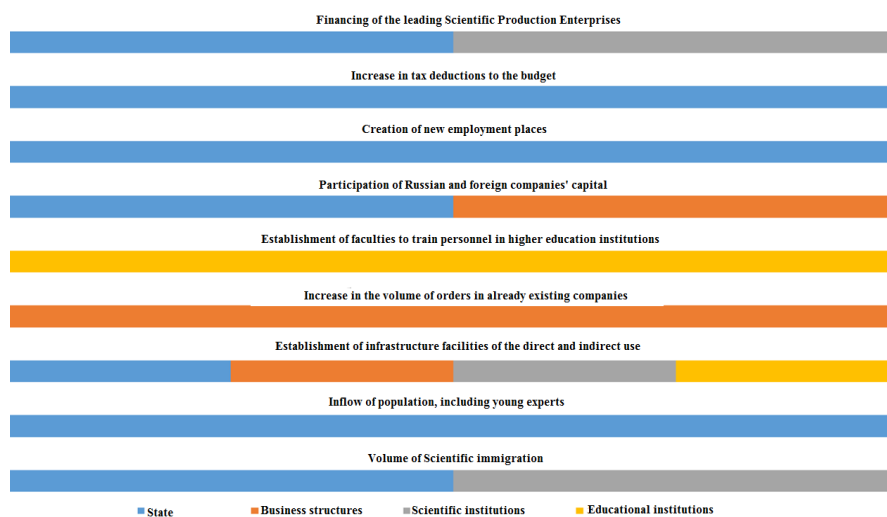 Financing of the leading Scientific Production Enterprises
Increase in tax deductions to the budget
Creation of new employment places
Participation of Russian and foreign companies' capital
Establishment of faculties to train personnel in higher education institutions
Increase in the volume of orders in already existing companies
Establishment of infrastructure facilities of the direct and indirect use
Inflow of population, including young experts
Volume of Scientific immigration
State Business structures Scientific institutions Educational institutions